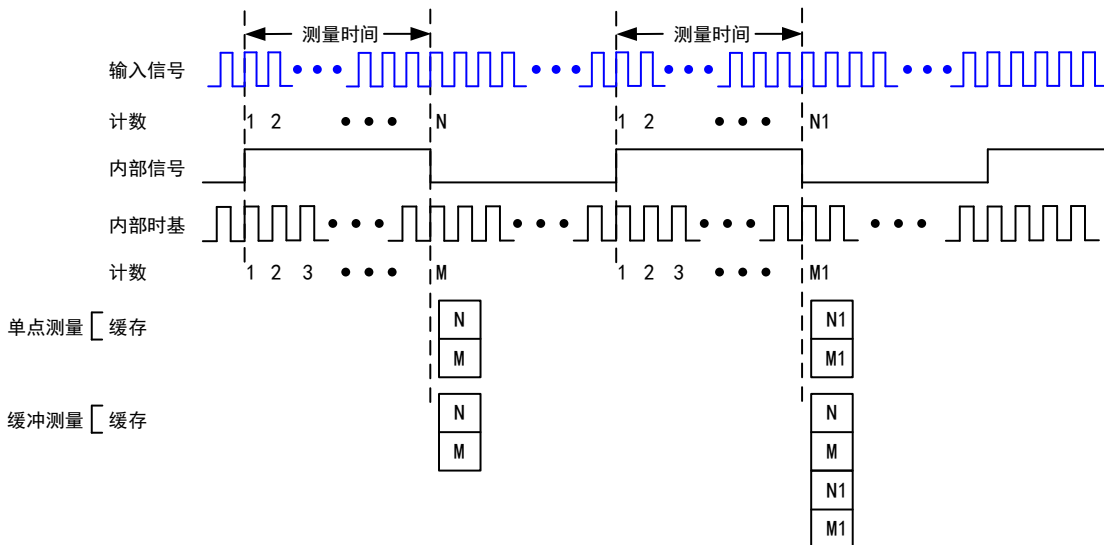 测量时间 测量时间
输入信号
计数 1 2 N 1 2 N1
内部信号
内部时基
计数 1 2 3 M 1 2 3 M1
单点测量 缓存 N N1
M M1
缓冲测量 缓存 N N
M M
N1
M1